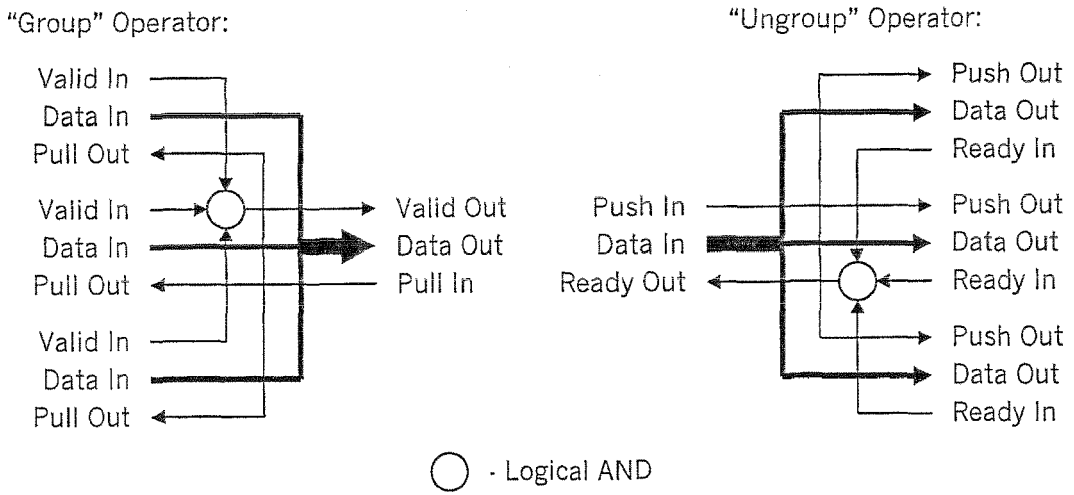 “Group” Operator:
Valid In
Data In
Pull Out
Valid In
Data In
Pull Out
Valid In
Data In
Pull Out
Valid Out
Data Out
Pull In
“Ungroup” Operator:
Push In
Data In
Ready Out
Push Out
Data Out
Ready In
Push Out
Data Out
Ready In
Push Out
Data Out
Ready In
- Logical AND